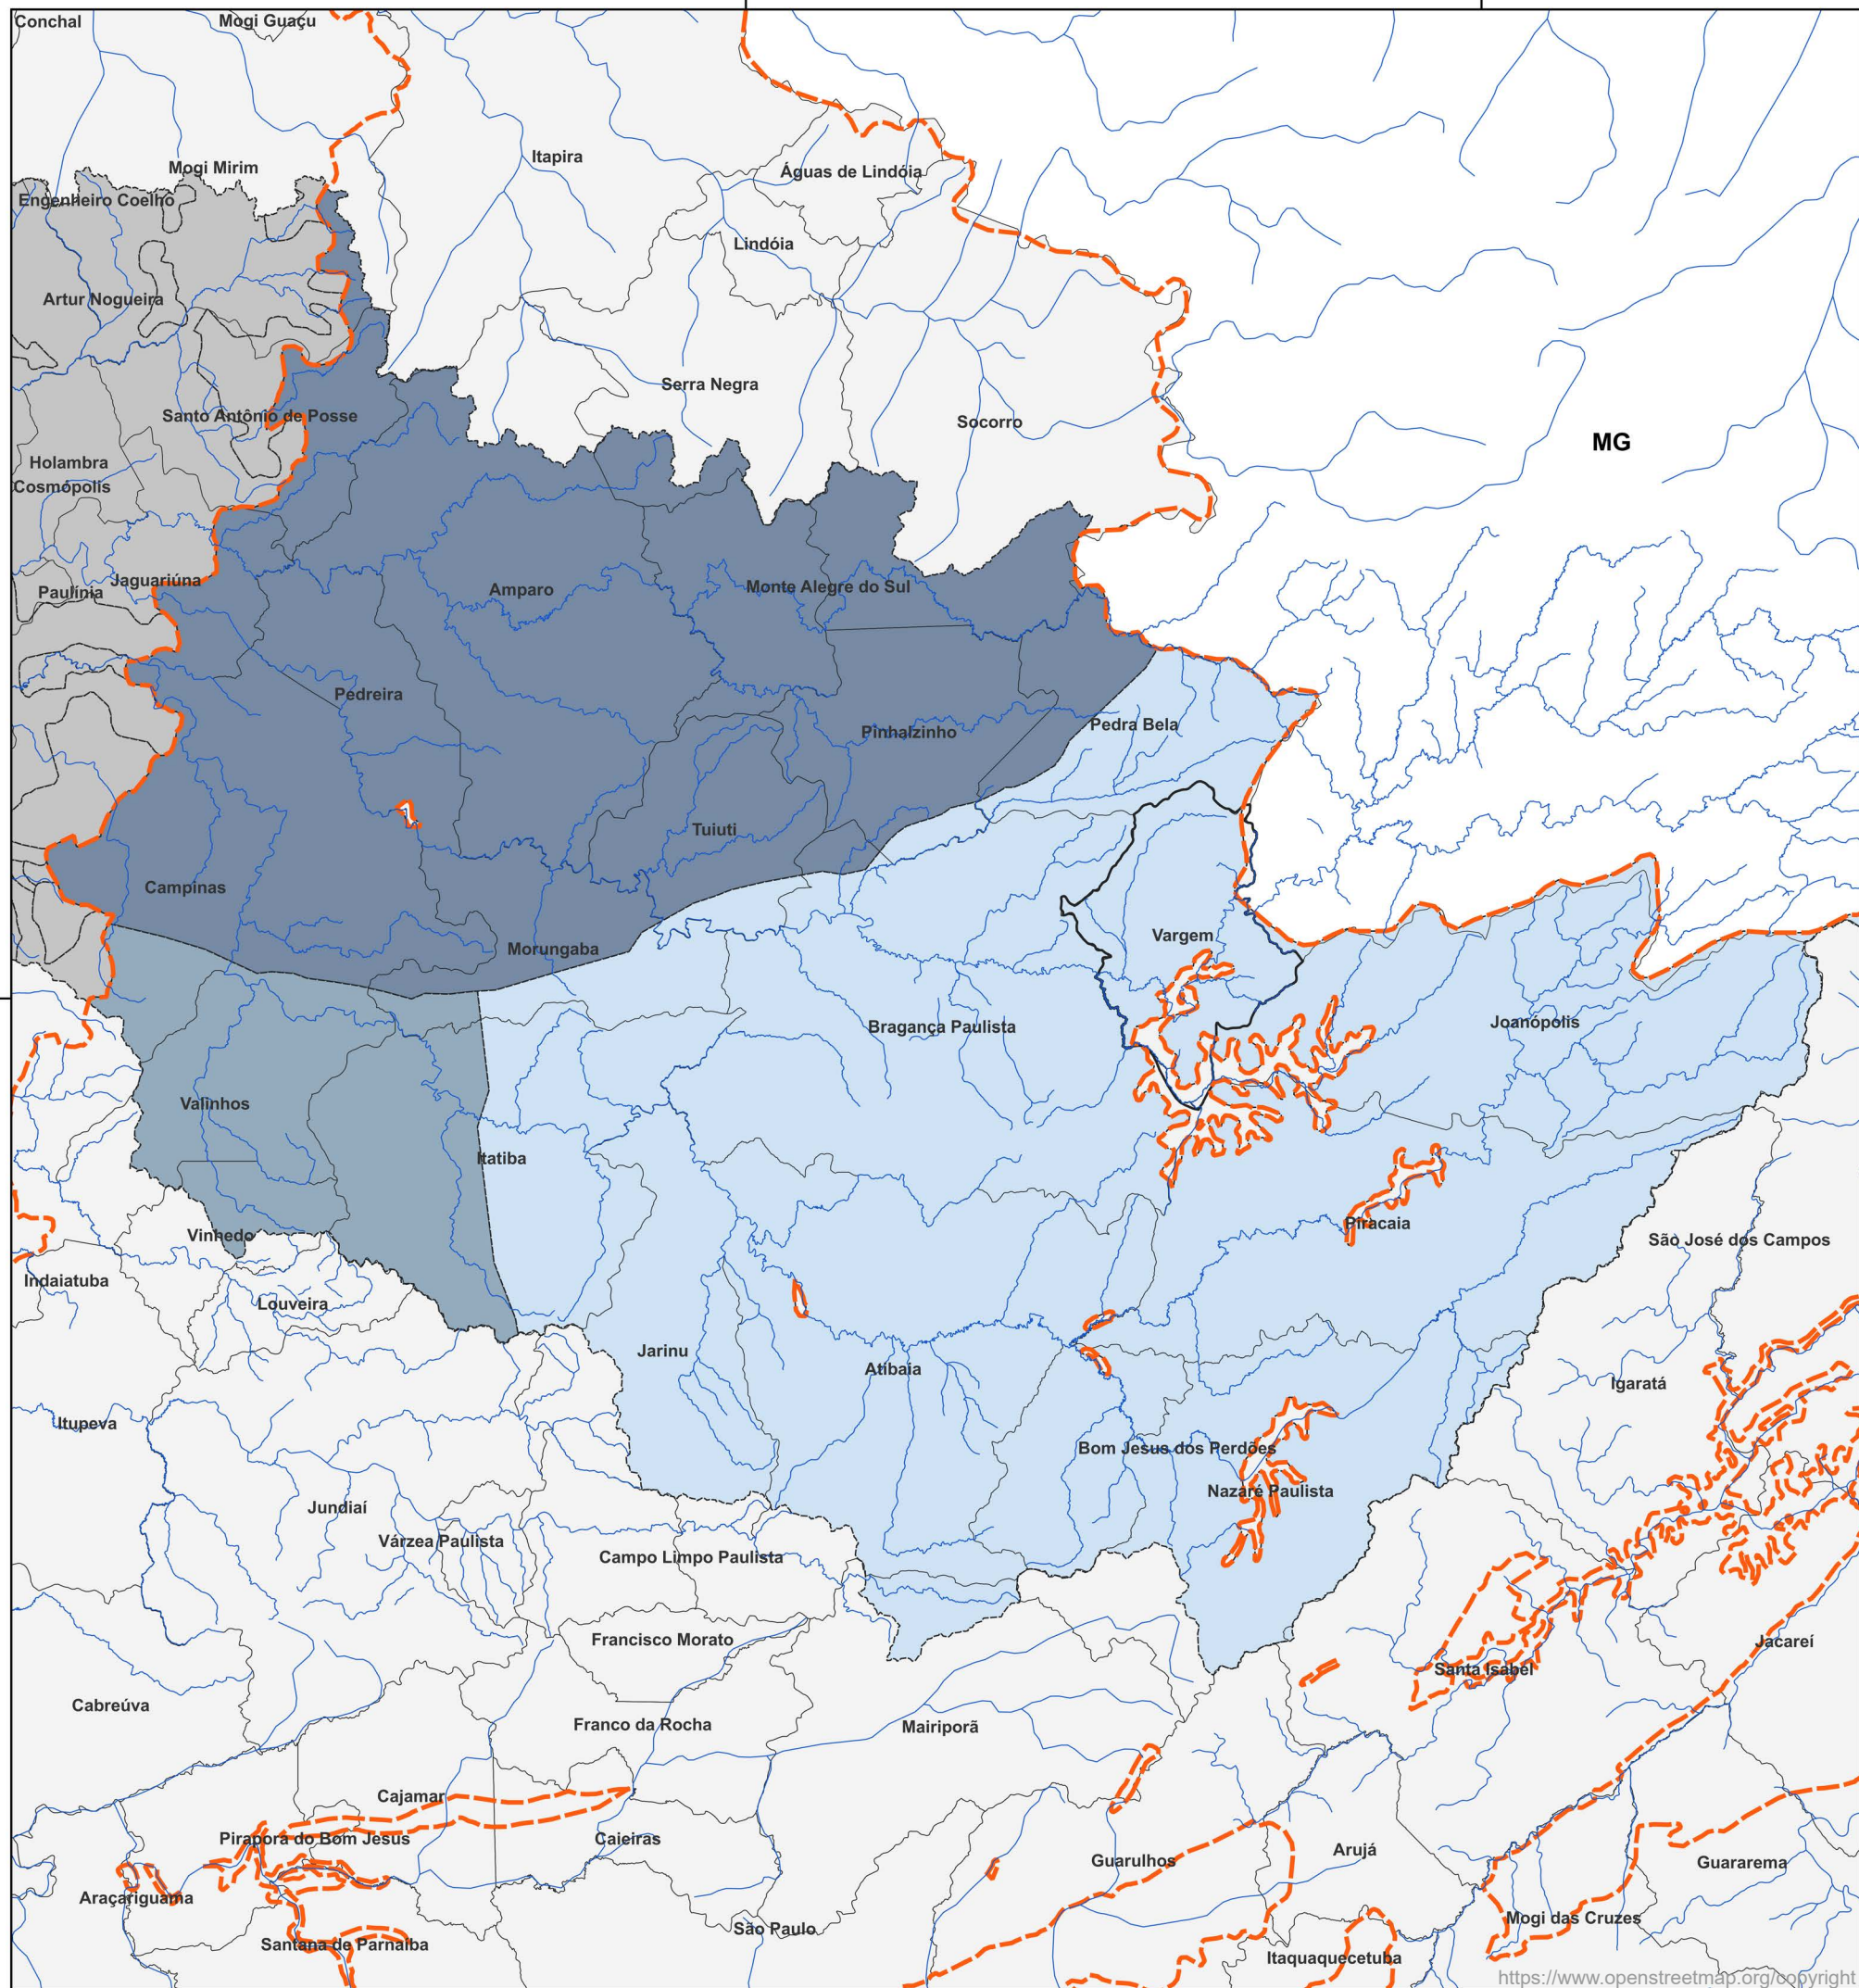 Conchal
Mogi Guaçu
Mogi Mirim
Itapira
Águas de Lindóia
Engenheiro Coelho
Lindóia
Artur Nogueira
Serra Negra
Santo Antônio de Posse
Socorro
MG
Holambra
Cosmópolis
Jaguariúna
Paulínia
Amparo
Monte Alegre do Sul
Pedreira
Pedra Bela
Pinhalzinho
Tuiuti
Campinas
Vargem
Morungaba
Bragança Paulista
Joanópolis
Valinhos
Itatiba
Piracaia
Vinhedo
São José dos Campos
Indaiatuba
Louveira
Jarinu
Atibaia
Igaratá
Itupeva
Bom Jesus dos Perdões
Nazaré Paulista
Jundiaí
Várzea Paulista
Campo Limpo Paulista
Francisco Morato
Jacareí
Santa Isabel
Cabreúva
Franco da Rocha
Mairiporã
Cajamar
Pirapora do Bom Jesus
Caieiras
Arujá
Guarulhos
Guararema
Araçariguama
Mogi das Cruzes
São Paulo
Santana de Parnaíba
Itaquaquecetuba
https://www.openstreetmap.org/copyright